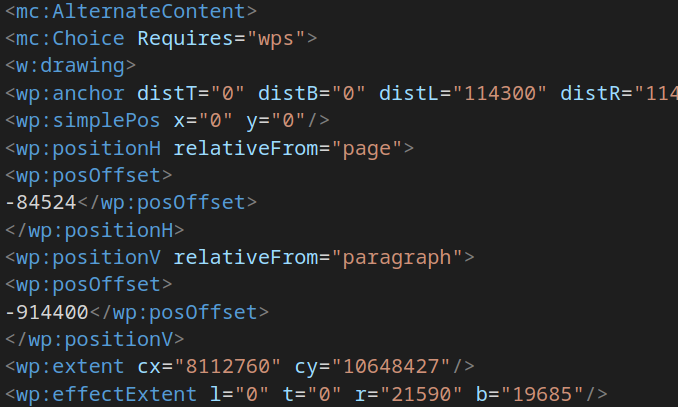 <mc:AlternateContent>
<mc:Choice Requires="wps">
<w:drawing>
<wp:anchor distT="0" distB="0" distL="114300" distR="114
<wp:simplePos x="0" y="0"/>
<wp:positionH relativeFrom="page">
<wp:posOffset>
-84524</wp:posOffset>
</wp:positionH>
<wp:positionV relativeFrom="paragraph">
<wp:posOffset>
-914400</wp:posOffset>
</wp:positionV>
<wp:extent cx="8112760" cy="10648427"/>
<wp:effectExtent l="0" t="0" r="21590" b="19685"/>